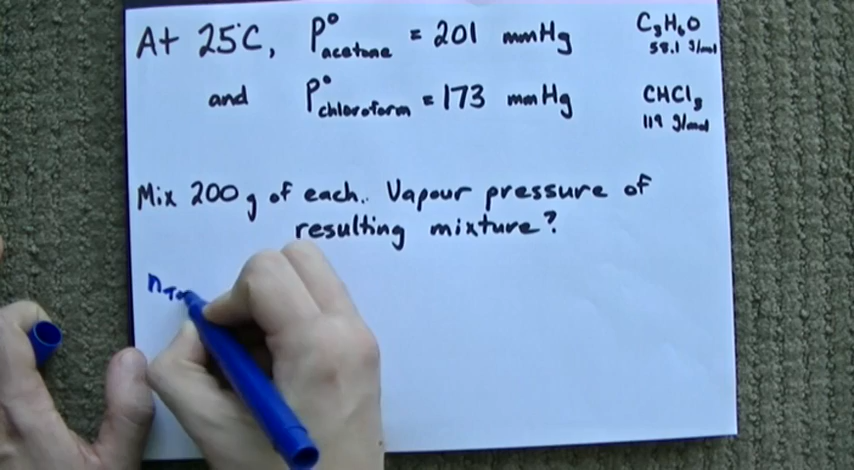 At 25°C, P°acetone = 201 mmHg
C3H6O
58.1 g/mol
and P°chloroform = 173 mmHg
CHCl3
119 g/mol
Mix 200 g of each. Vapour pressure of
resulting mixture?